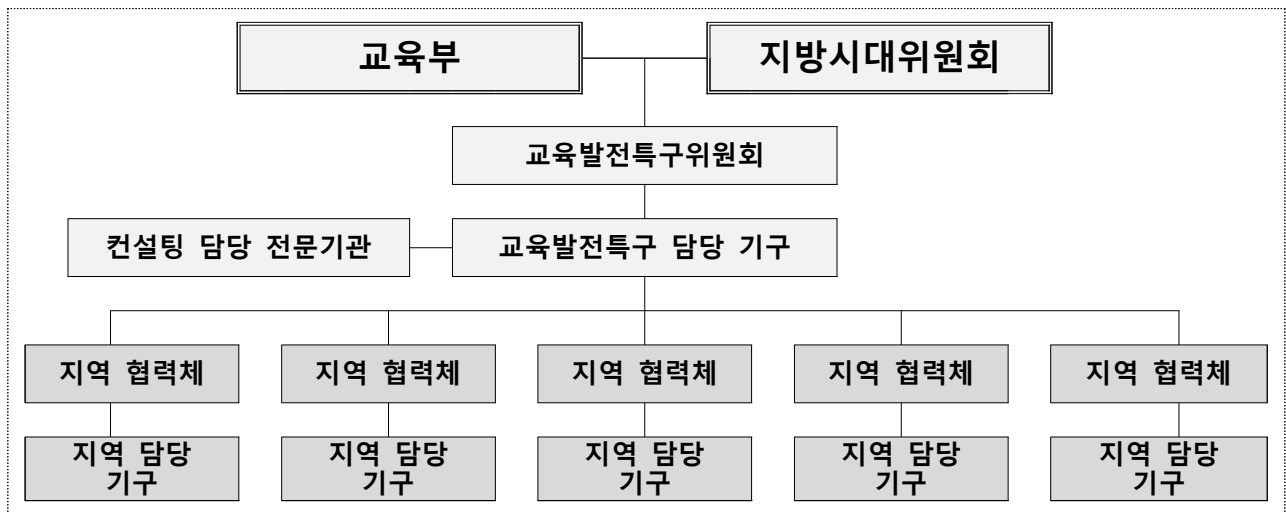 교육부
지방시대위원회
교육발전특구위원회
컨설팅 담당 전문기관
교육발전특구 담당 기구
지역 협력체
지역 협력체
지역 협력체
지역 협력체
지역 협력체
지역 담당
기구
지역 담당
기구
지역 담당
기구
지역 담당
기구
지역 담당
기구